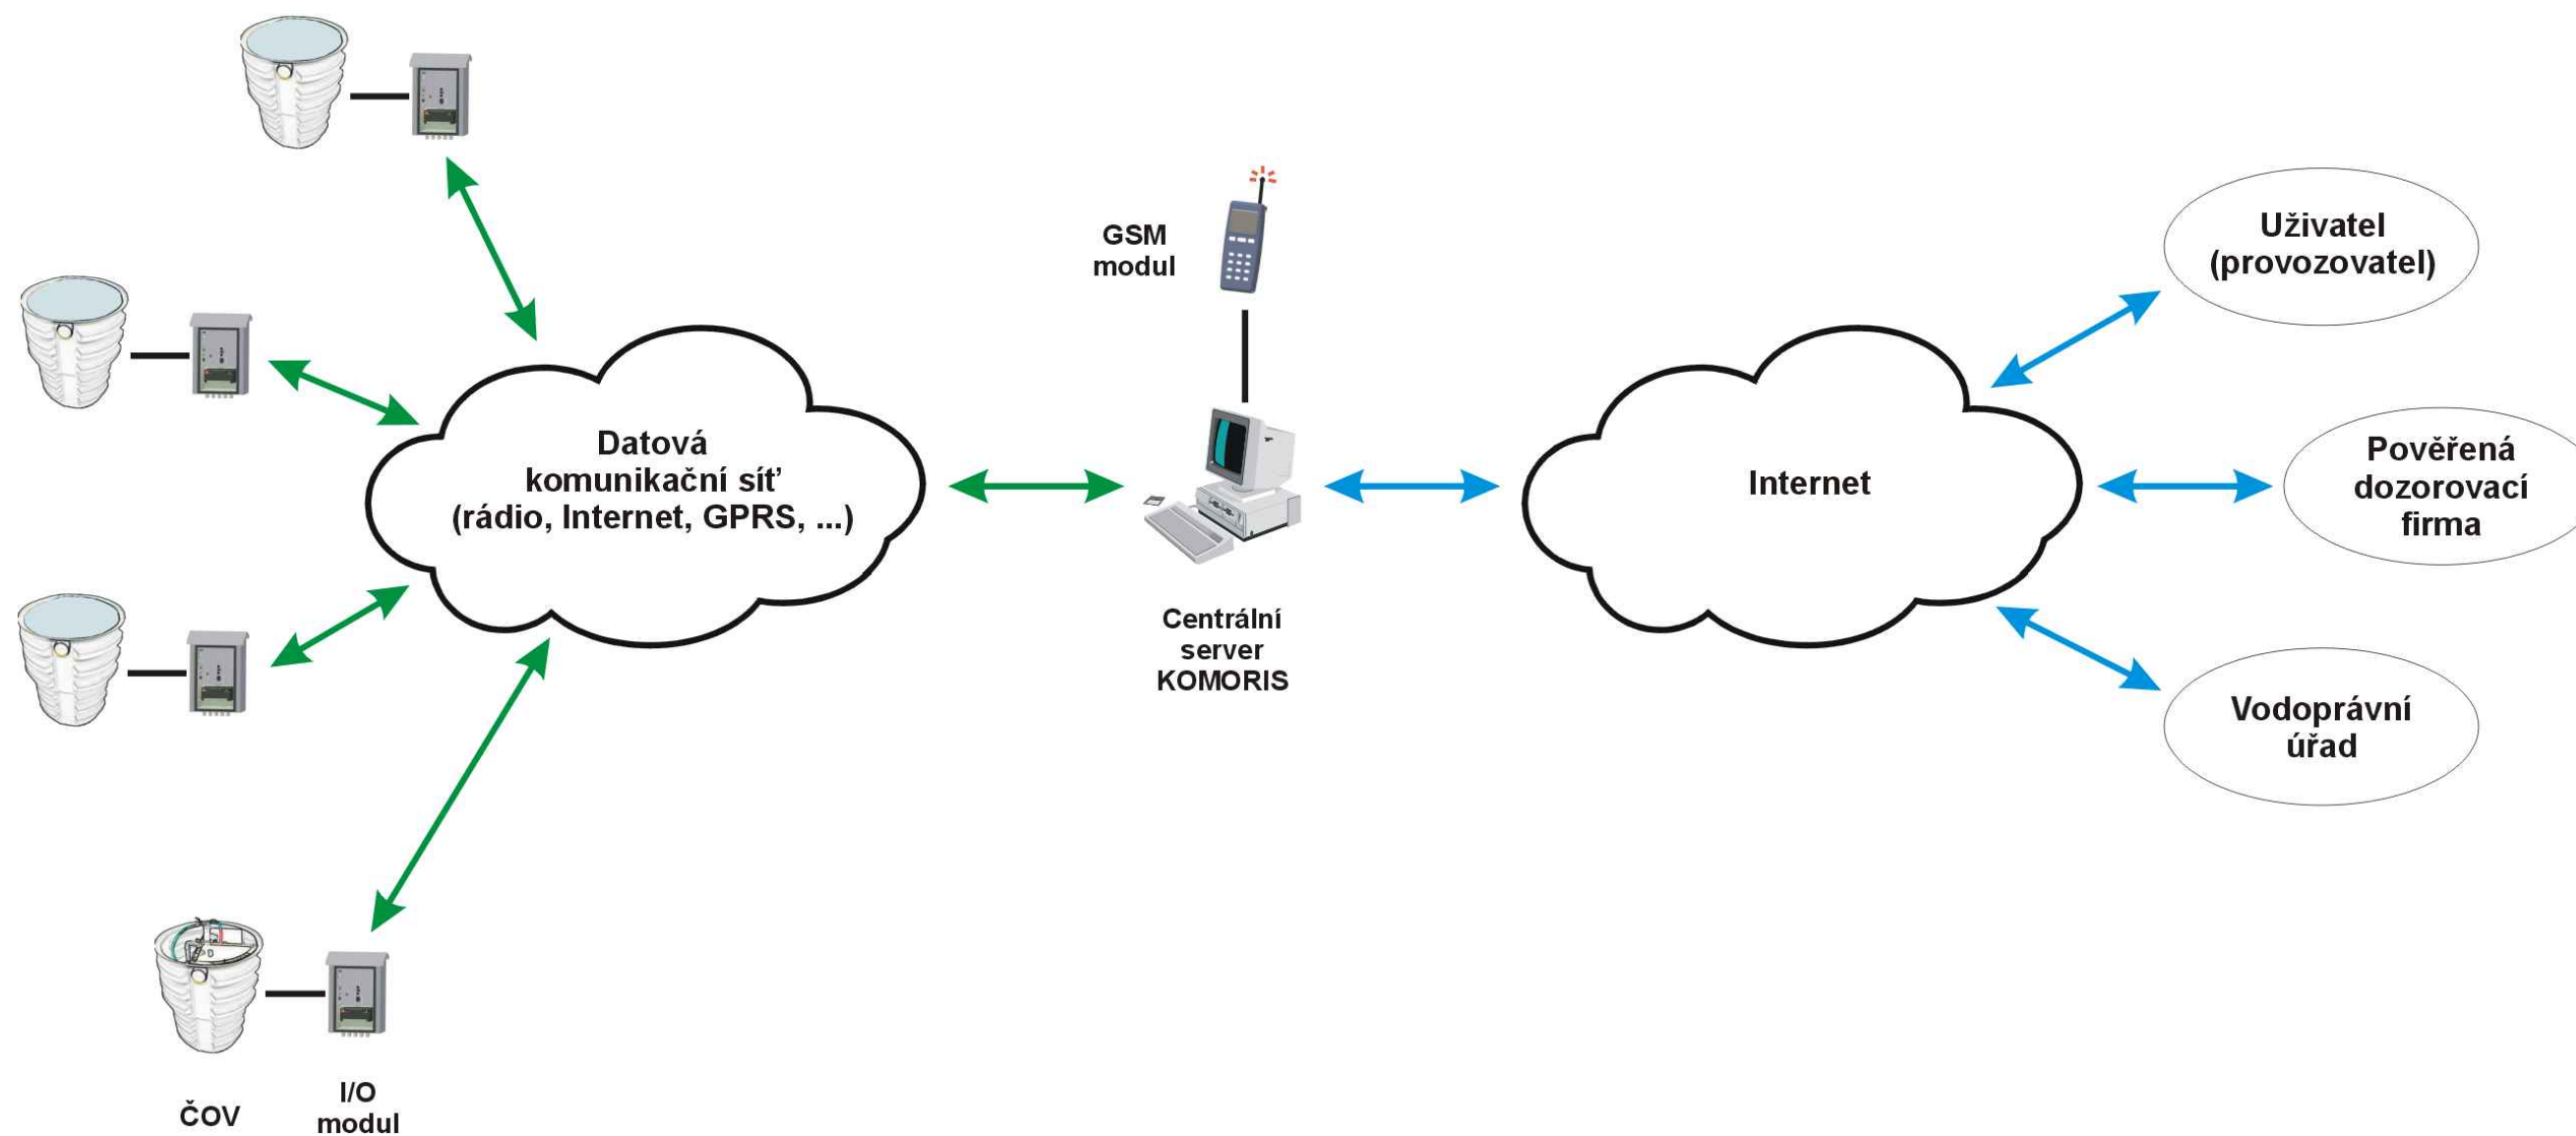 GSM
modul
Uživatel
(provozovatel)
Datová
komunikační síť
(rádio, Internet, GPRS, ...)
Internet
Pověřená
dozorovací
firma
Centrální
server
KOMORIS
Vodoprávní
úřad
ČOV
I/O
modul